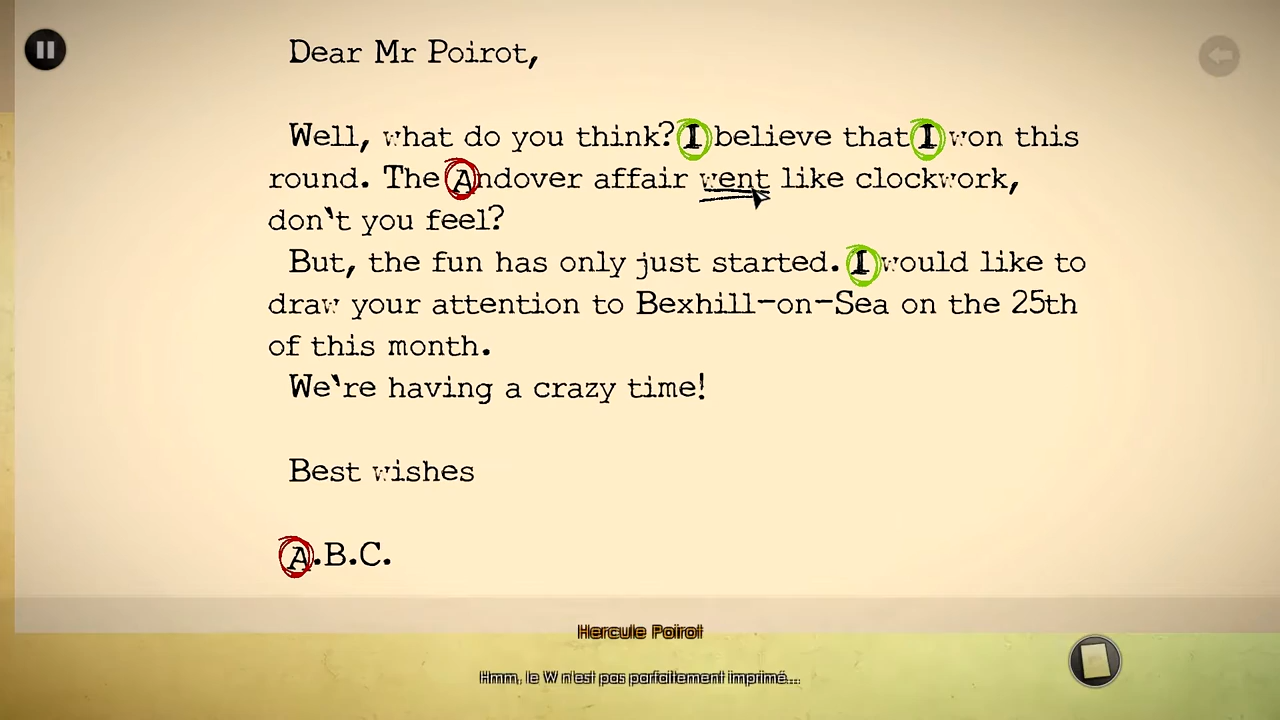 Dear Mr Poirot,
Well, what do you think? I believe that I won this
round. The Andover affair went like clockwork,
don't you feel?
But, the fun has only just started. I would like to
draw your attention to Bexhill-on-Sea on the 25th
of this month.
We're having a crazy time!
Best wishes
A.B.C.
Hercule Poirot
Hmm, le W n'est pas parfaitement imprimé...